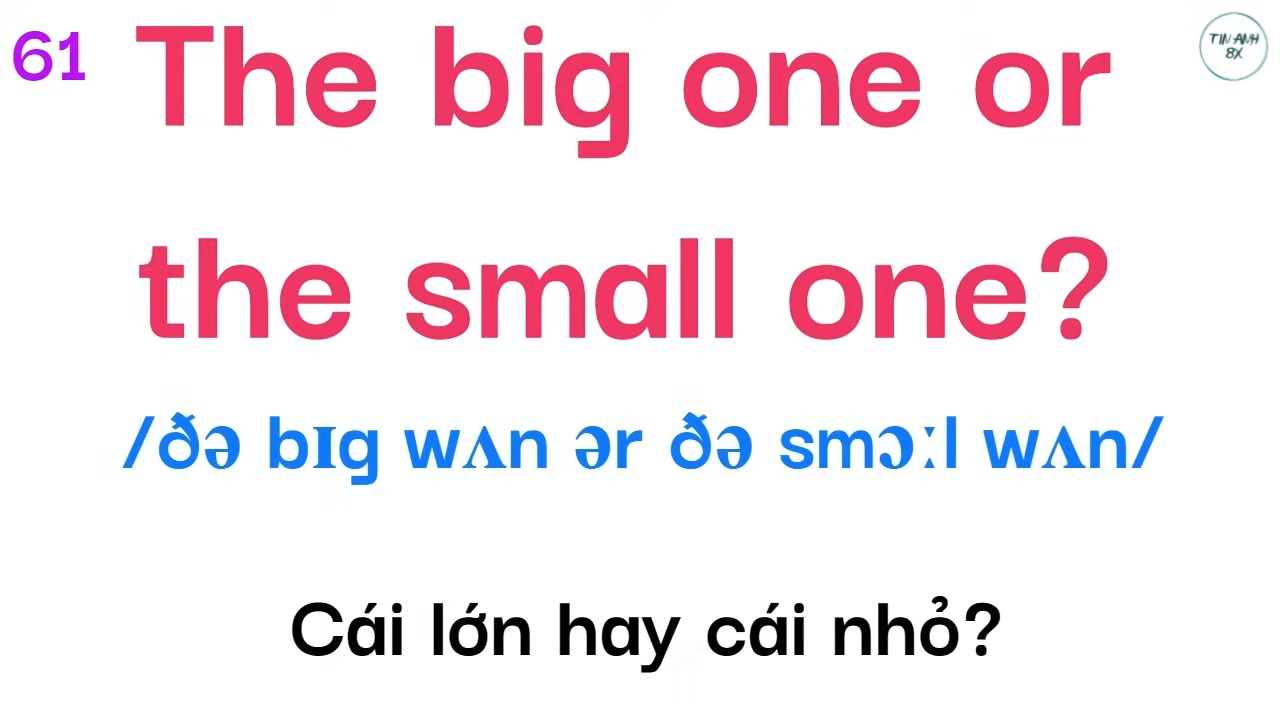 61
TIN ANH
8X
The big one or
the small one?
/ðə bɪg wʌn ər ðə smɔːl wʌn/
Cái lớn hay cái nhỏ?